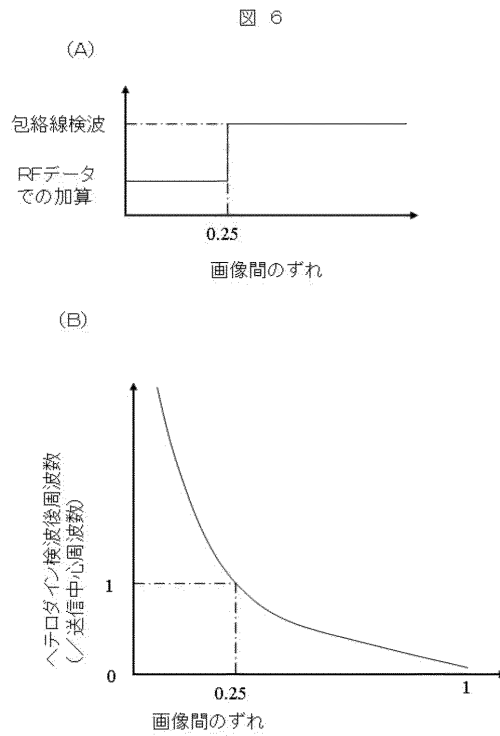 図 6
(A)
包絡線検波
RFデータ
での加算
0.25
画像間のずれ
(B)
ヘテロダイン検波後周波数
(/送信中心周波数)
1
0
0.25
1
画像間のずれ